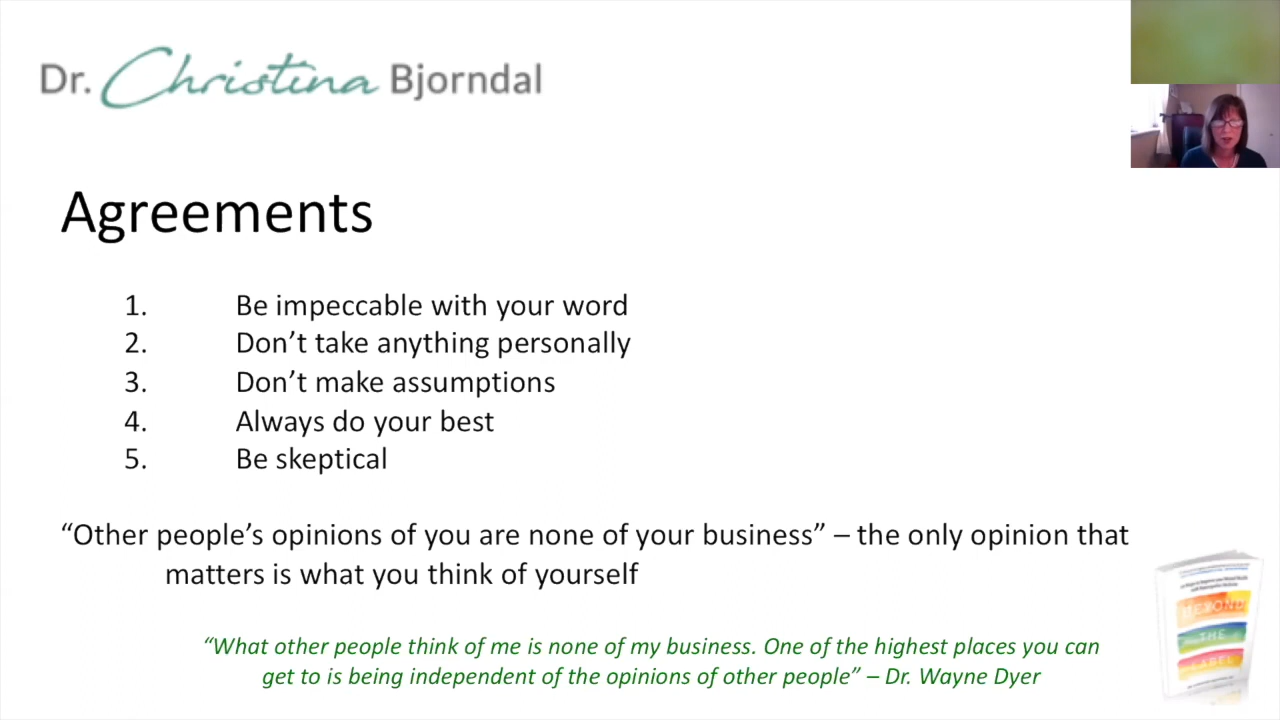 Dr. Christina Bjorndal
Agreements
1. Be impeccable with your word
2. Don’t take anything personally
3. Don’t make assumptions
4. Always do your best
5. Be skeptical
“Other people’s opinions of you are none of your business” – the only opinion that
matters is what you think of yourself
“What other people think of me is none of my business. One of the highest places you can
get to is being independent of the opinions of other people” – Dr. Wayne Dyer
BEYOND
THE
LABEL